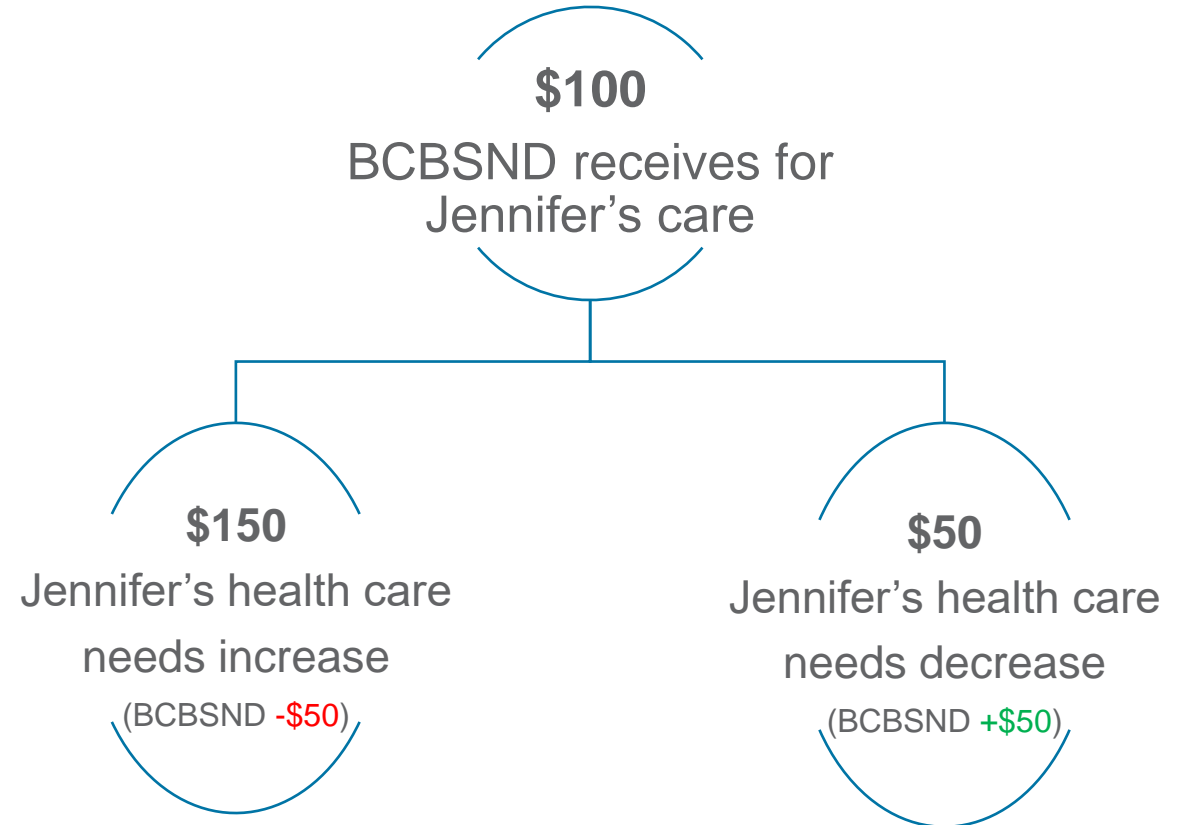 $100
BCBSND receives for
Jennifer’s care
$150
Jennifer’s health care
needs increase
(BCBSND -$50)
$50
Jennifer’s health care
needs decrease
(BCBSND +$50)